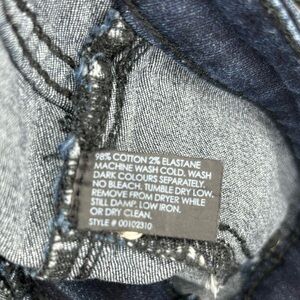 98% COTTON 2% ELASTANE
MACHINE WASH COLD. WASH
DARK COLOURS SEPARATELY.
NO BLEACH. TUMBLE DRY LOW.
REMOVE FROM DRYER WHILE
STILL DAMP. LOW IRON.
OR DRY CLEAN.
STYLE # 00102310